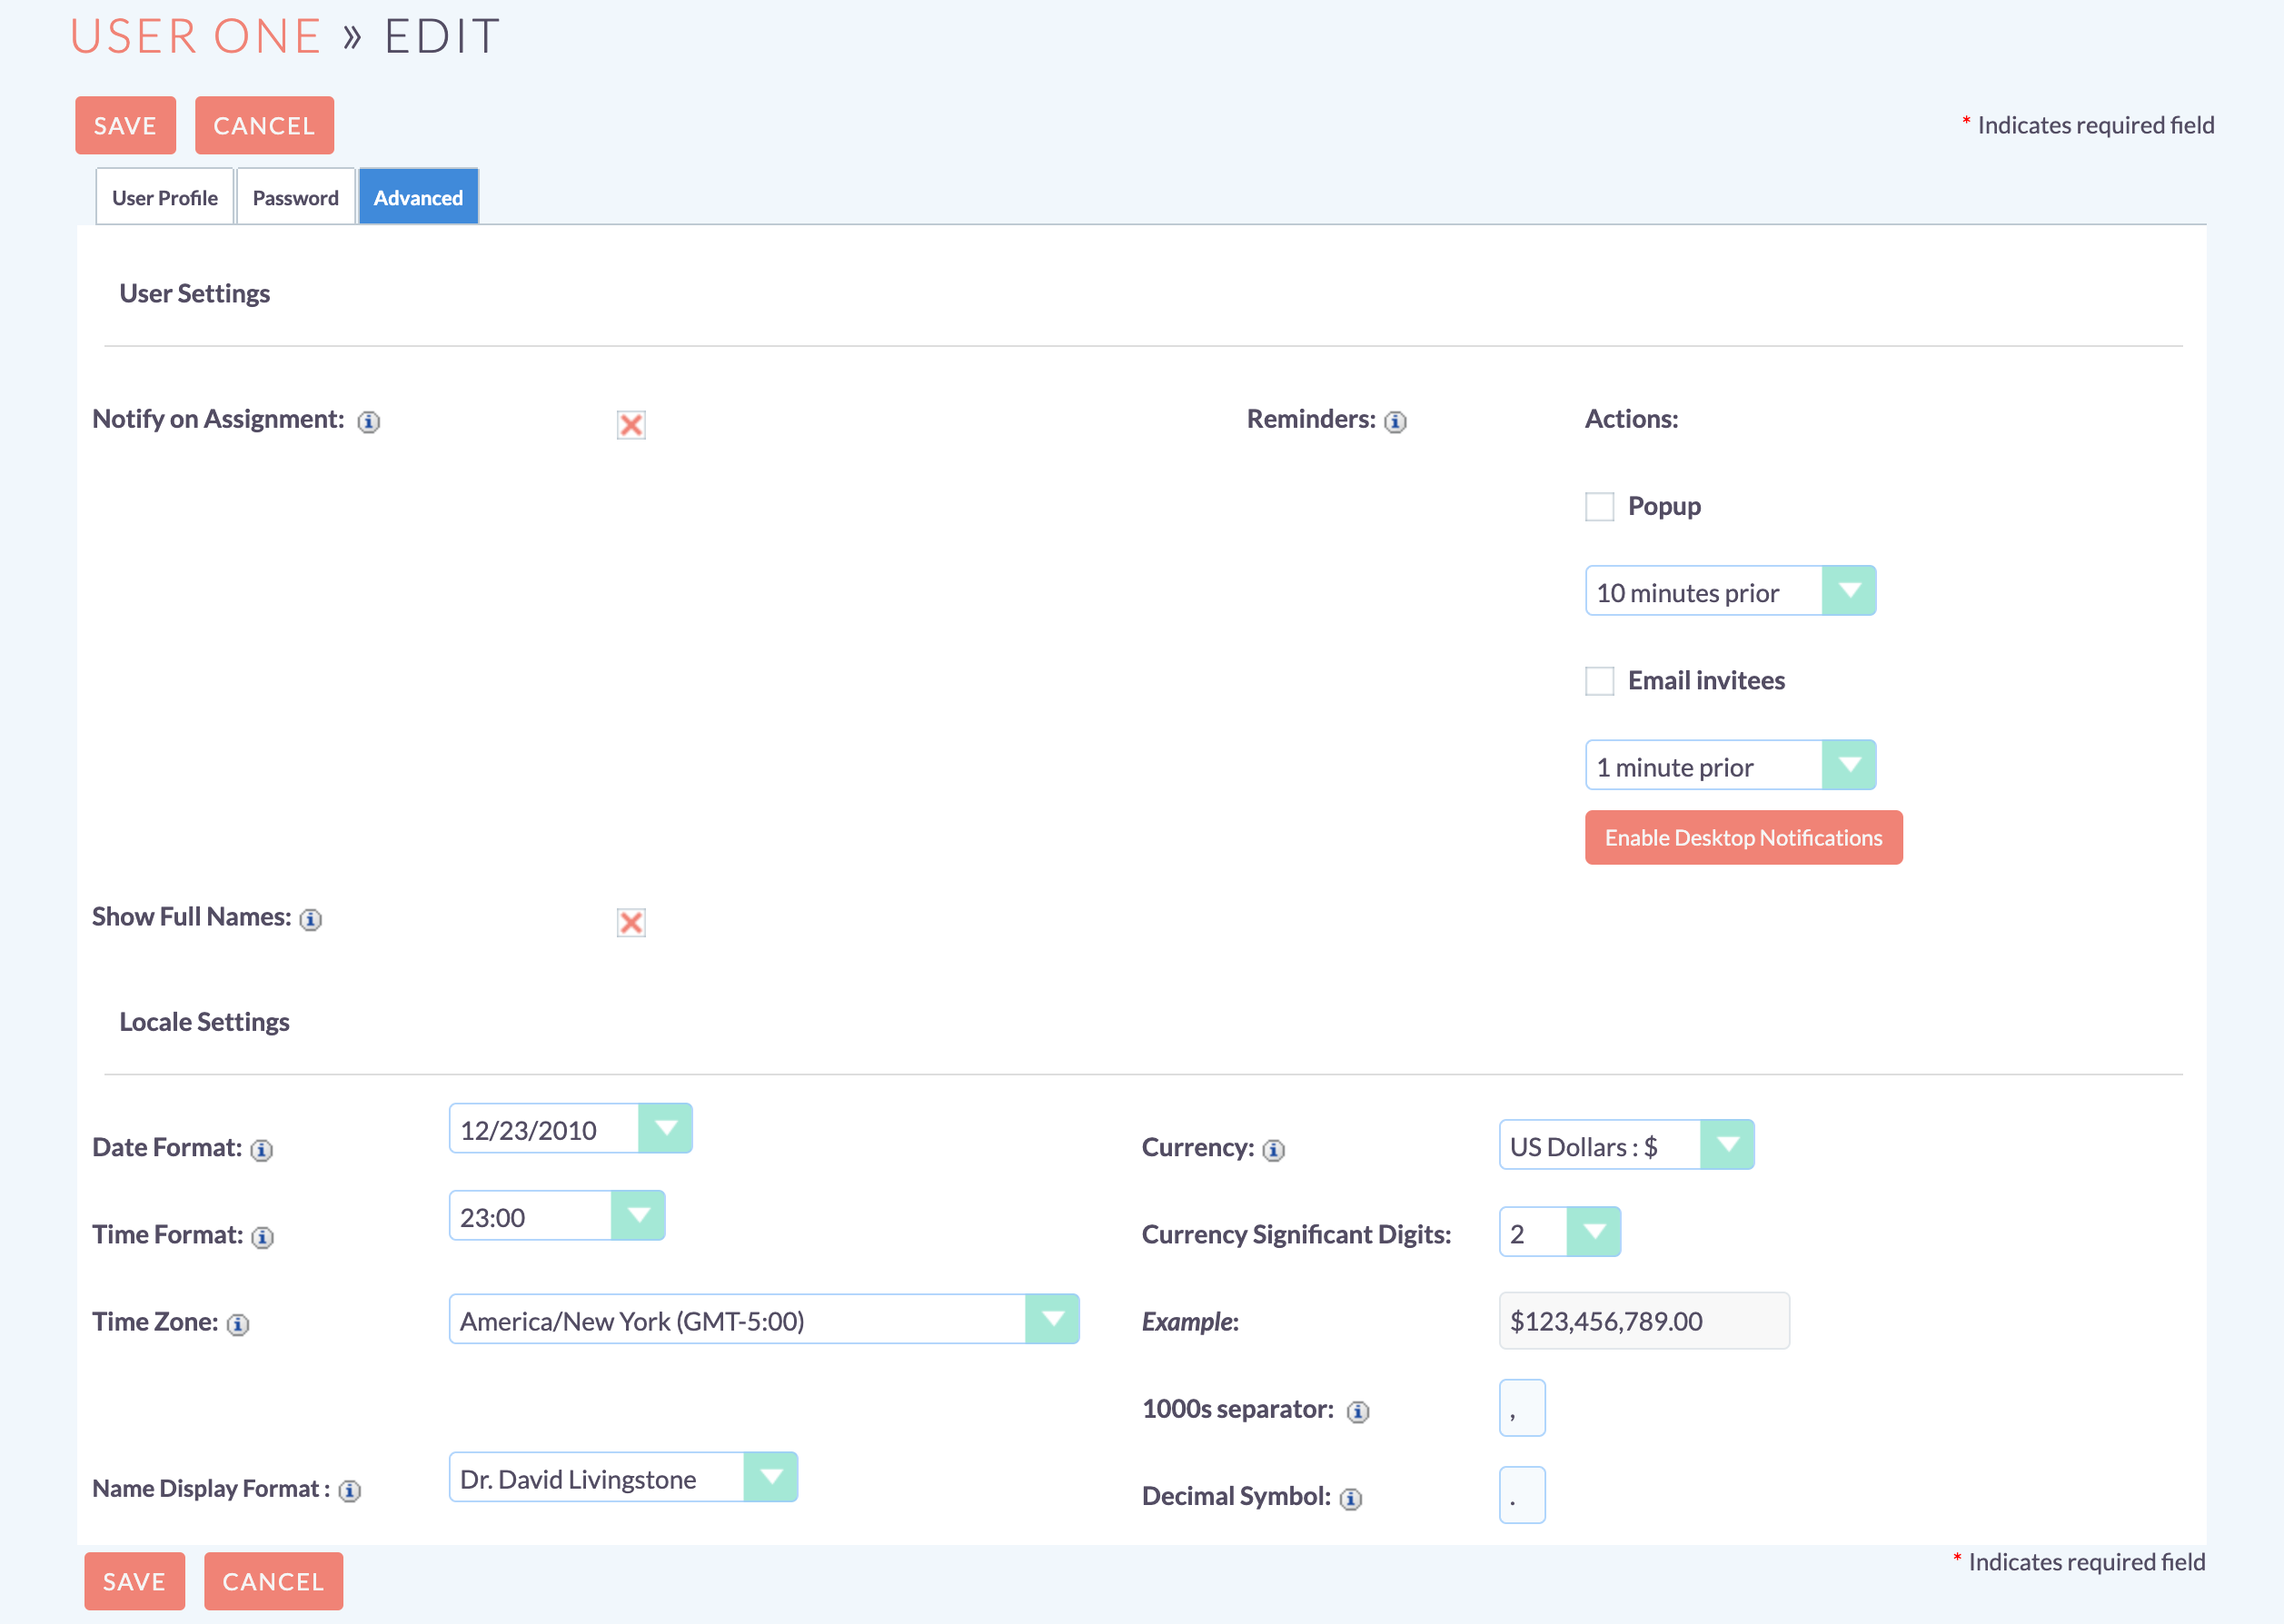 USER ONE » EDIT
SAVE CANCEL
* Indicates required field
User Profile Password Advanced
User Settings
Notify on Assignment:
Reminders:
Actions:
Popup
10 minutes prior
Email invitees
1 minute prior
Enable Desktop Notifications
Show Full Names:
Locale Settings
Date Format: 12/23/2010
Currency: US Dollars : $
Time Format: 23:00
Currency Significant Digits: 2
Time Zone: America/New York (GMT-5:00)
Example: $123,456,789.00
1000s separator: ,
Name Display Format : Dr. David Livingstone
Decimal Symbol: .
SAVE CANCEL
* Indicates required field